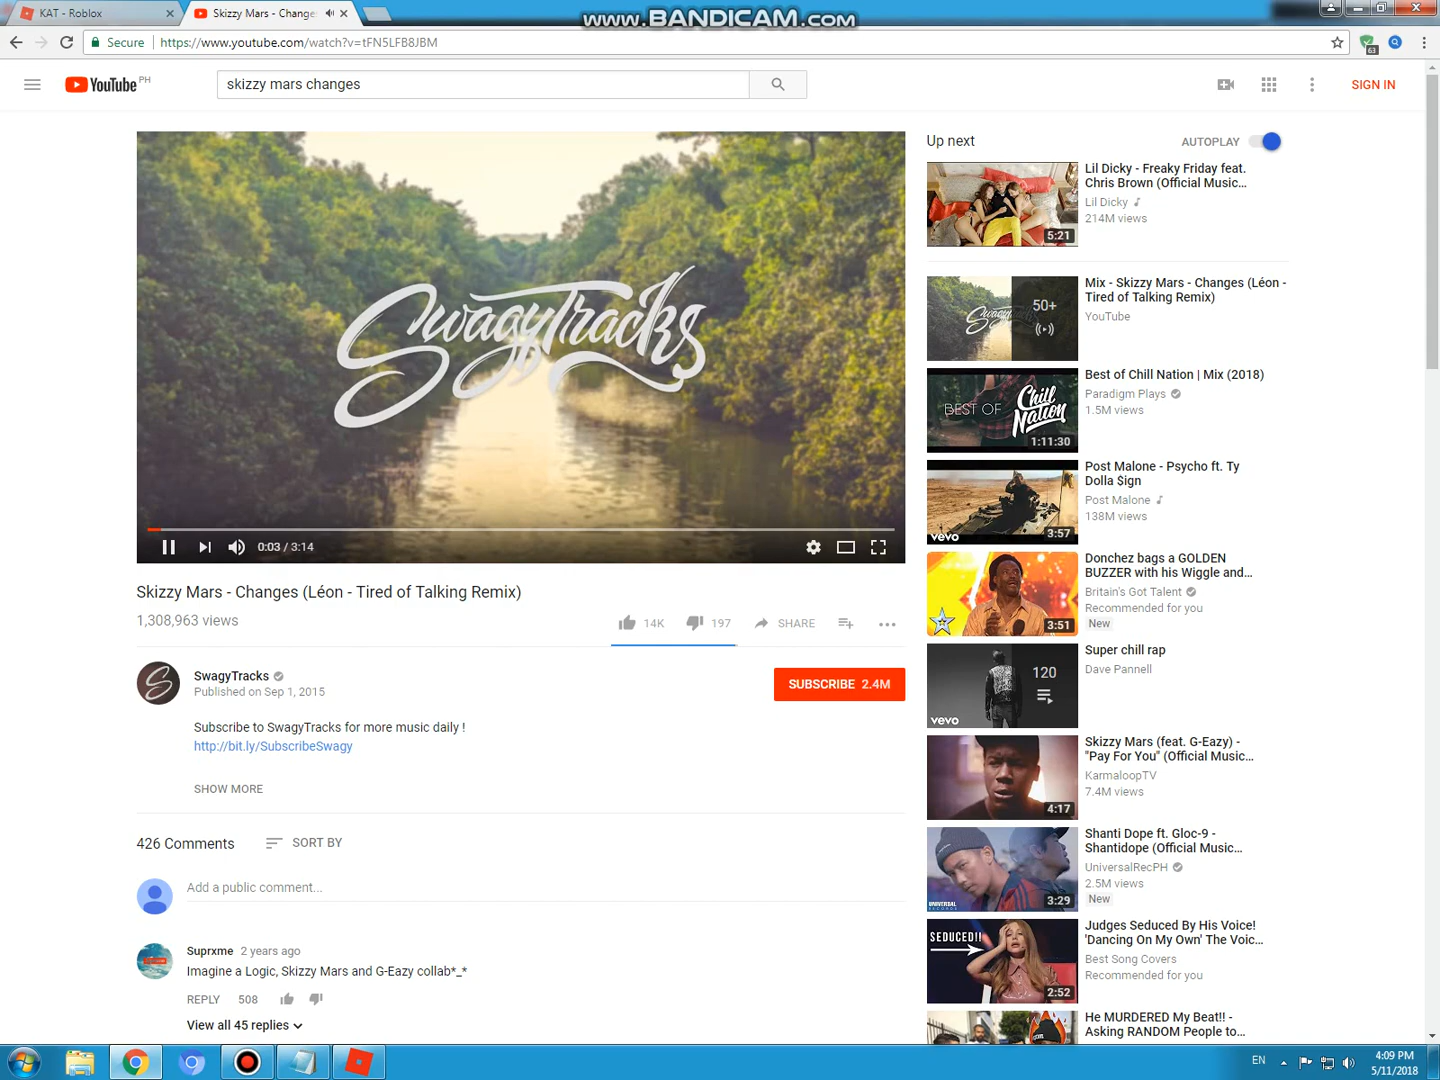 KAT - Roblox
Skizzy Mars - Change
www.BANDICAM.com
Secure
https://www.youtube.com/watch?v=tFN5LFB8JBM
63
YouTube PH
skizzy mars changes
SIGN IN
SwagyTracks
0:03 / 3:14
Skizzy Mars - Changes (Léon - Tired of Talking Remix)
1,308,963 views
14K
197
SHARE
SwagyTracks
Published on Sep 1, 2015
SUBSCRIBE 2.4M
Subscribe to SwagyTracks for more music daily !
http://bit.ly/SubscribeSwagy
SHOW MORE
426 Comments
SORT BY
Add a public comment...
Suprxme 2 years ago
Imagine a Logic, Skizzy Mars and G-Eazy collab*_*
REPLY 508
View all 45 replies
Up next
AUTOPLAY
5:21
Lil Dicky - Freaky Friday feat.
Chris Brown (Official Music...
Lil Dicky
214M views
50+
Mix - Skizzy Mars - Changes (Léon -
Tired of Talking Remix)
YouTube
BEST OF
Chill
Nation
1:11:30
Best of Chill Nation | Mix (2018)
Paradigm Plays
1.5M views
vevo
3:57
Post Malone - Psycho ft. Ty
Dolla $ign
Post Malone
138M views
3:51
Donchez bags a GOLDEN
BUZZER with his Wiggle and...
Britain's Got Talent
Recommended for you
New
120
vevo
Super chill rap
Dave Pannell
4:17
Skizzy Mars (feat. G-Eazy) -
"Pay For You" (Official Music...
KarmaloopTV
7.4M views
UNIVERSAL
RECORDS
3:29
Shanti Dope ft. Gloc-9 -
Shantidope (Official Music...
UniversalRecPH
2.5M views
New
SEDUCED!!
2:52
Judges Seduced By His Voice!
'Dancing On My Own' The Voic...
Best Song Covers
Recommended for you
He MURDERED My Beat!! -
Asking RANDOM People to...
EN
4:09 PM
5/11/2018